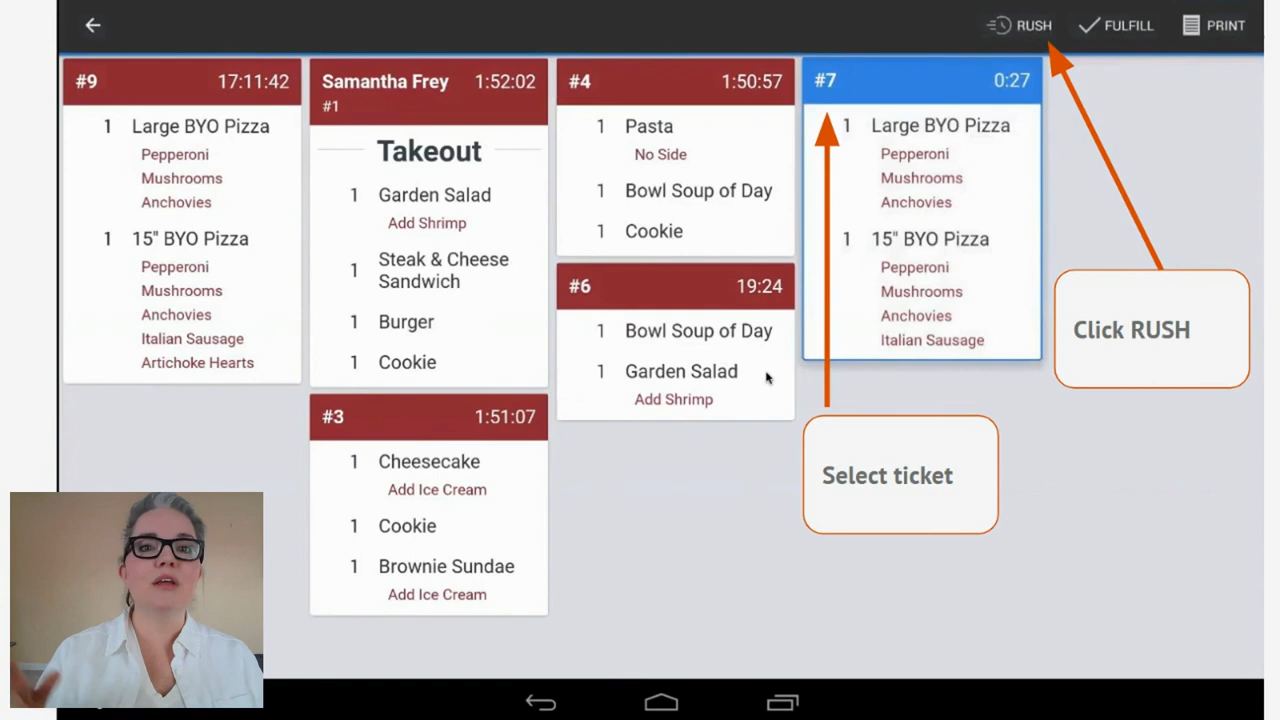 RUSH FULFILL PRINT
#9 17:11:42
1 Large BYO Pizza
Pepperoni
Mushrooms
Anchovies
1 15" BYO Pizza
Pepperoni
Mushrooms
Anchovies
Italian Sausage
Artichoke Hearts
Samantha Frey 1:52:02
#1
Takeout
1 Garden Salad
Add Shrimp
1 Steak & Cheese
Sandwich
1 Burger
1 Cookie
#3 1:51:07
1 Cheesecake
Add Ice Cream
1 Cookie
1 Brownie Sundae
Add Ice Cream
#4 1:50:57
1 Pasta
No Side
1 Bowl Soup of Day
1 Cookie
#6 19:24
1 Bowl Soup of Day
1 Garden Salad
Add Shrimp
#7 0:27
1 Large BYO Pizza
Pepperoni
Mushrooms
Anchovies
1 15" BYO Pizza
Pepperoni
Mushrooms
Anchovies
Italian Sausage
Click RUSH
Select ticket